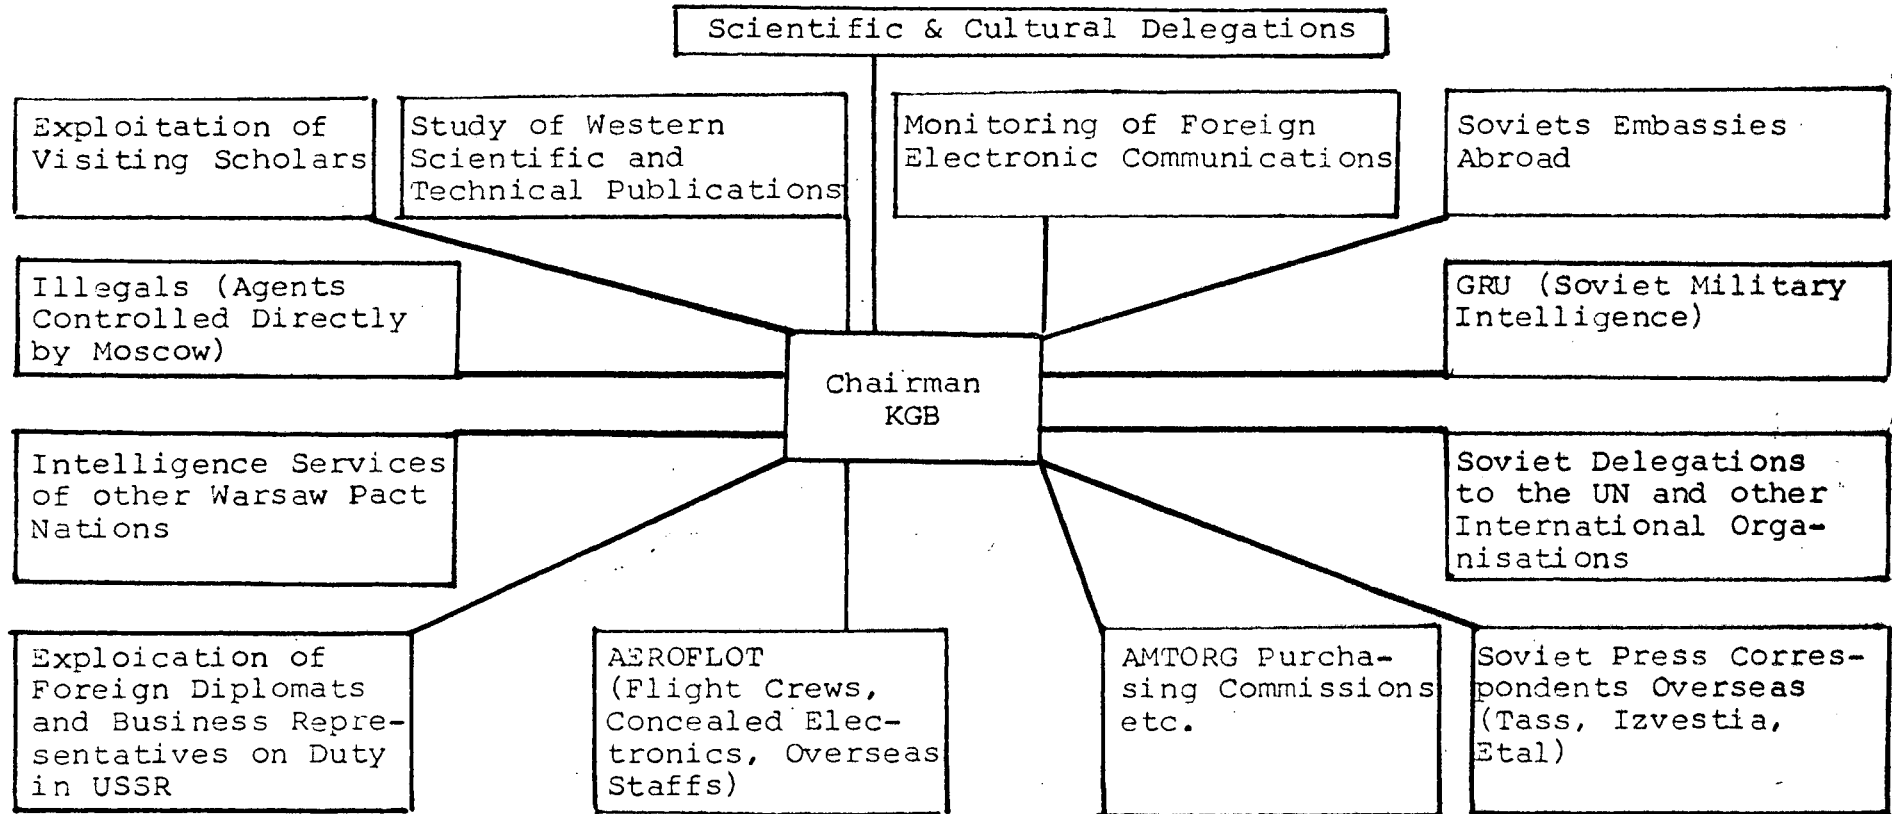 Scientific & Cultural Delegations
Exploitation of
Visiting Scholars
Study of Western
Scientific and
Technical Publications
Monitoring of Foreign
Electronic Communications
Soviets Embassies
Abroad
Illegals (Agents
Controlled Directly
by Moscow)
GRU (Soviet Military
Intelligence)
Chairman
KGB
Intelligence Services
of other Warsaw Pact
Nations
Soviet Delegations
to the UN and other
International Orga-
nisations
Exploication of
Foreign Diplomats
and Business Repre-
sentatives on Duty
in USSR
AEROFLOT
(Flight Crews,
Concealed Elec-
tronics, Overseas
Staffs)
AMTORG Purcha-
sing Commissions
etc.
Soviet Press Corres-
pondents Overseas
(Tass, Izvestia,
Etal)